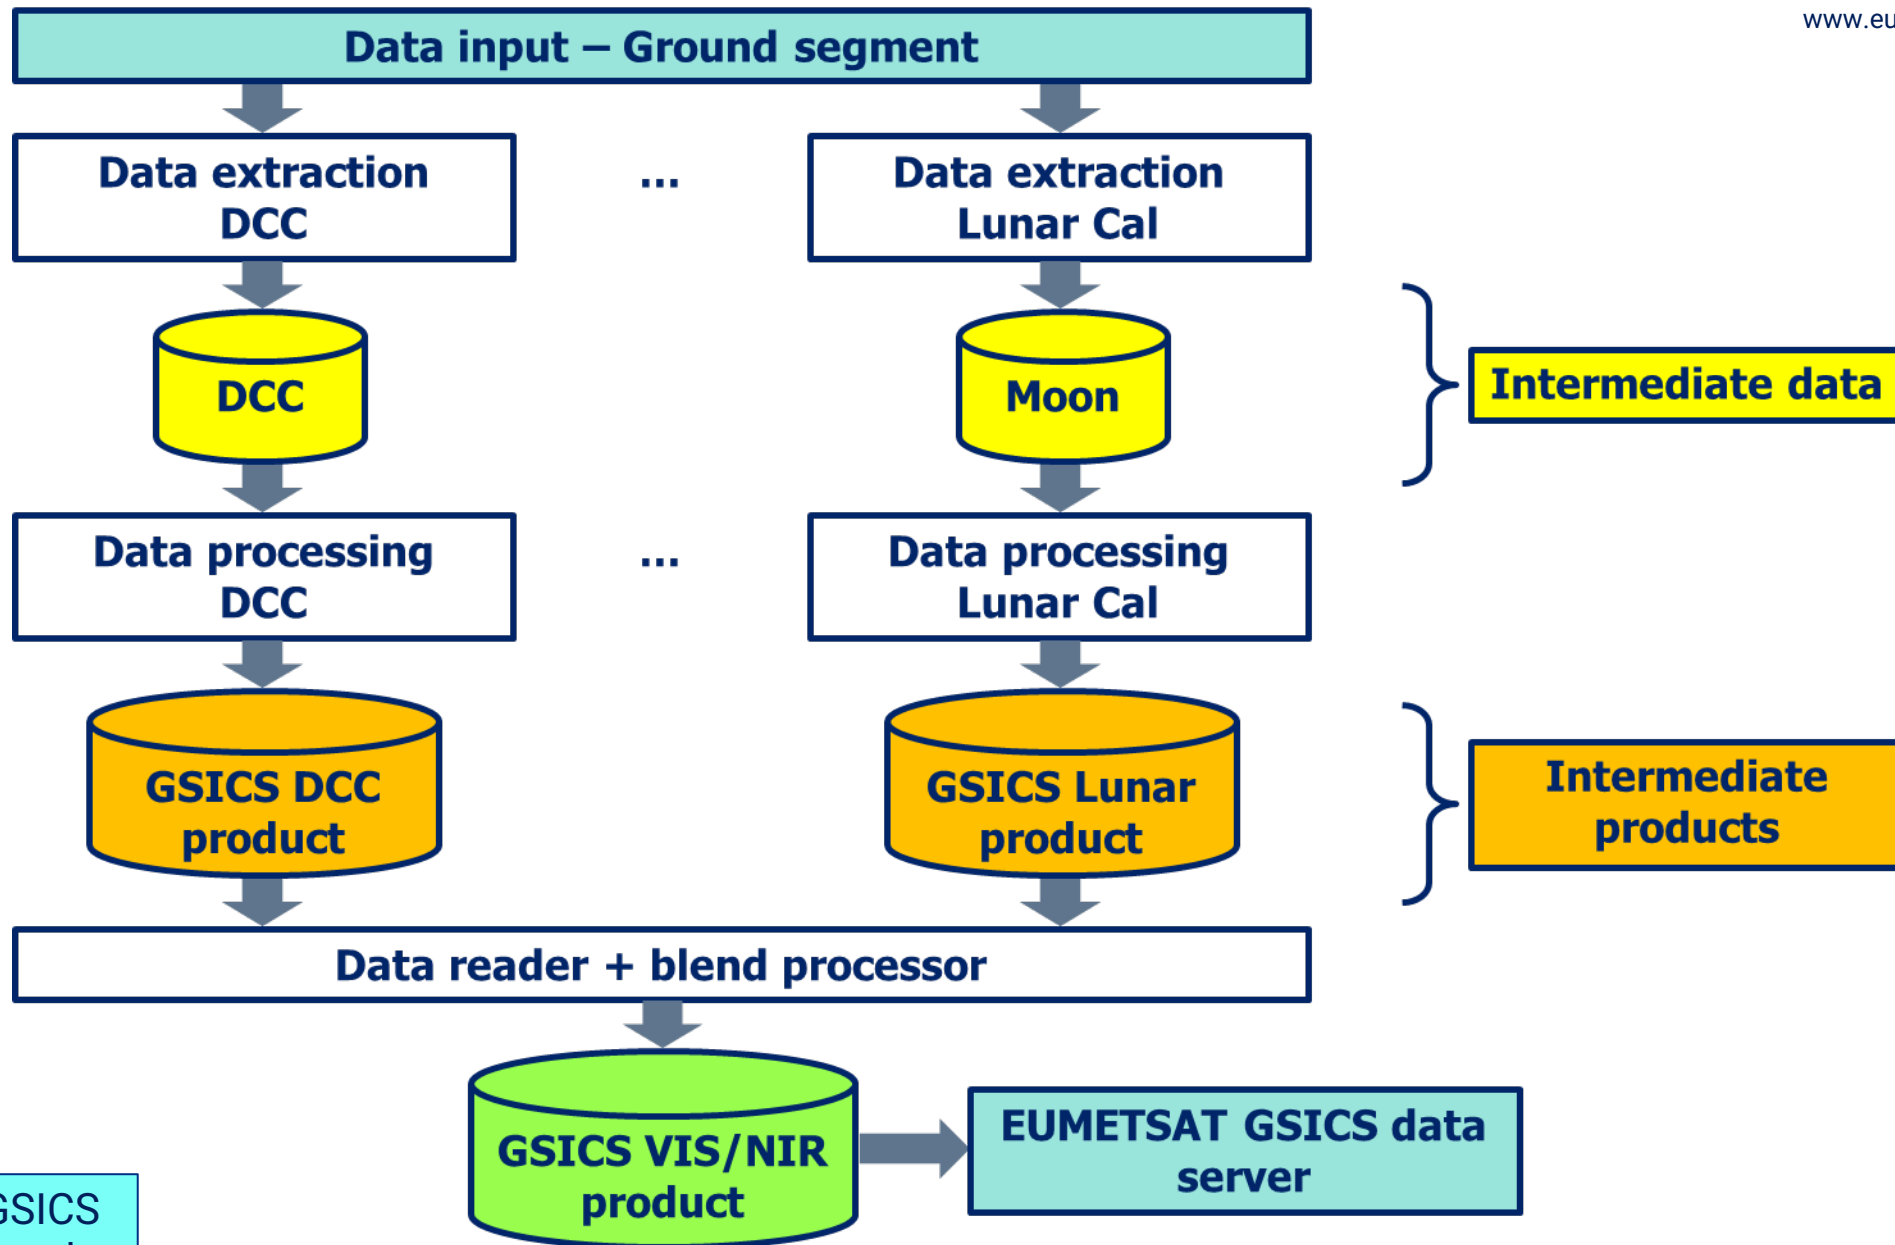 www.eu
Data input – Ground segment
Data extraction
DCC
...
Data extraction
Lunar Cal
DCC
Moon
Intermediate data
Data processing
DCC
...
Data processing
Lunar Cal
GSICS DCC
product
GSICS Lunar
product
Intermediate
products
Data reader + blend processor
GSICS VIS/NIR
product
EUMETSAT GSICS data
server
GSICS